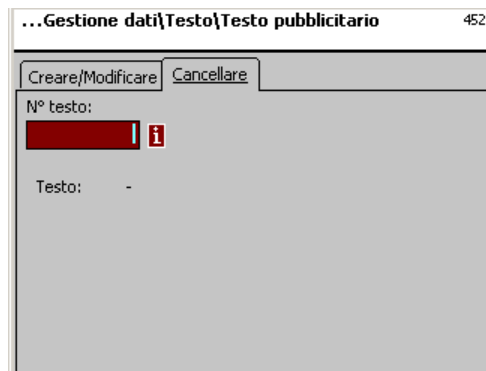 ...Gestione dati\Testo\Testo pubblicitario 452
Creare/Modificare Cancellare
N° testo:
i
Testo: -